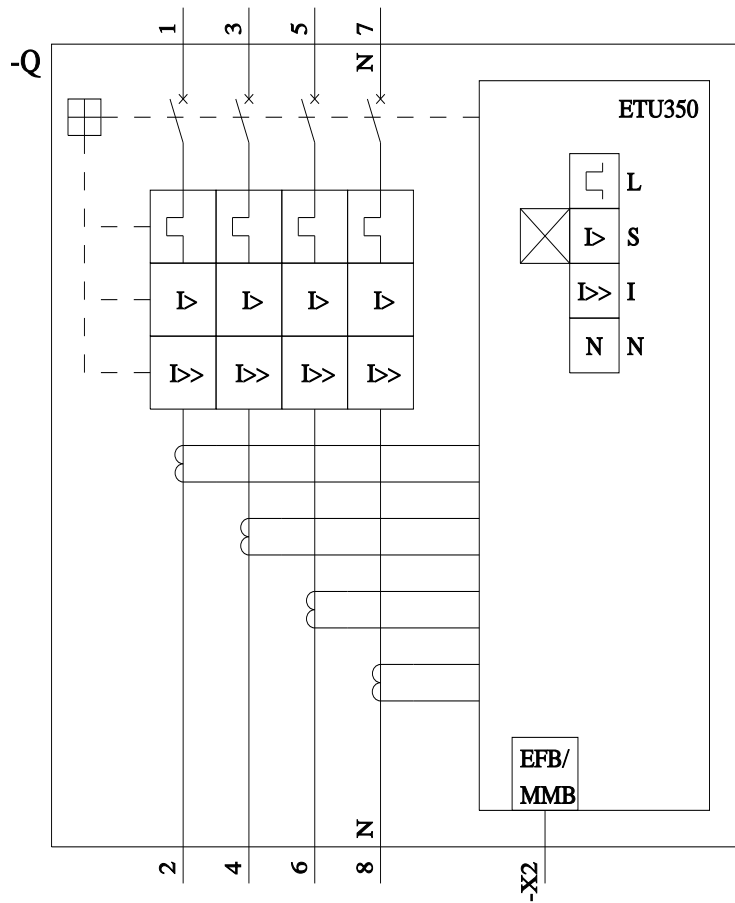 1 3 5 7
-Q
N
ETU350
L
I> S
I>> I
N N
I> I> I> I>
I>> I>> I>> I>>
EFB/
MMB
N
2 4 6 8
-X2